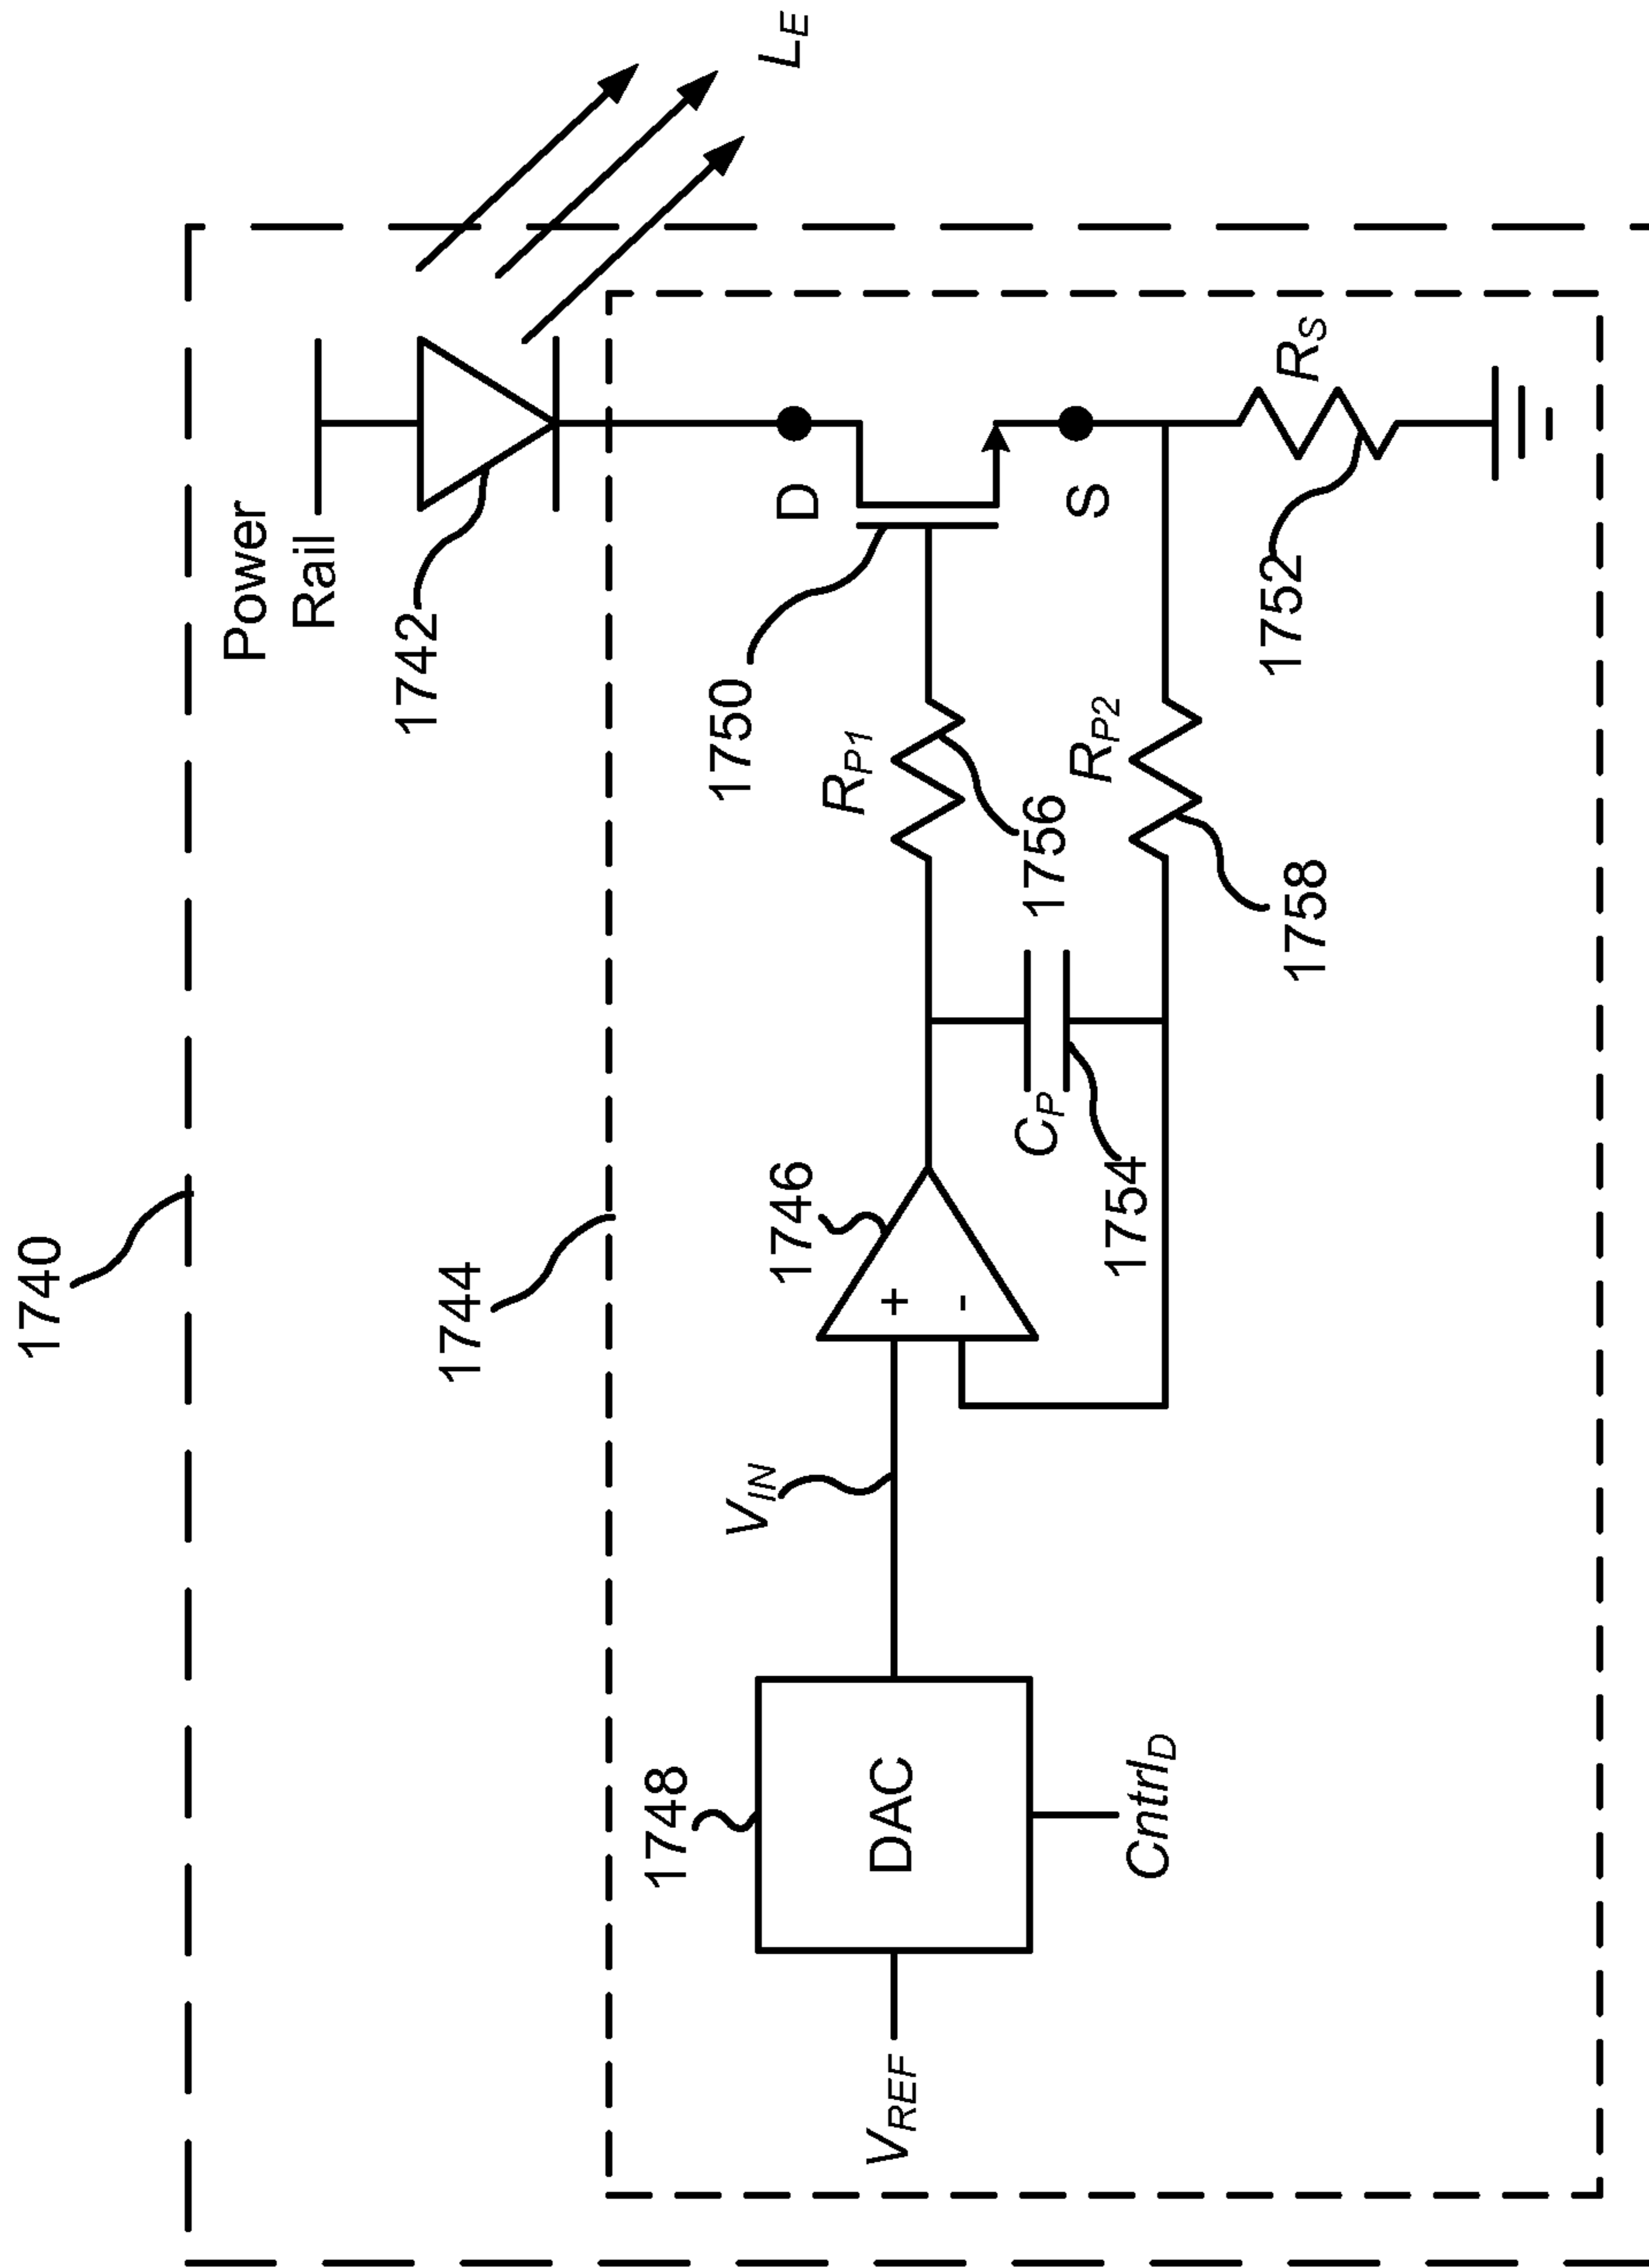 1740
Power
Rail
1742
L_E
1744
1750
D
R_P1
1746
+
-
V_IN
1748
DAC
V_REF
Cntrl_D
C_P
1754
1756
R_P2
S
1758
1752
R_S